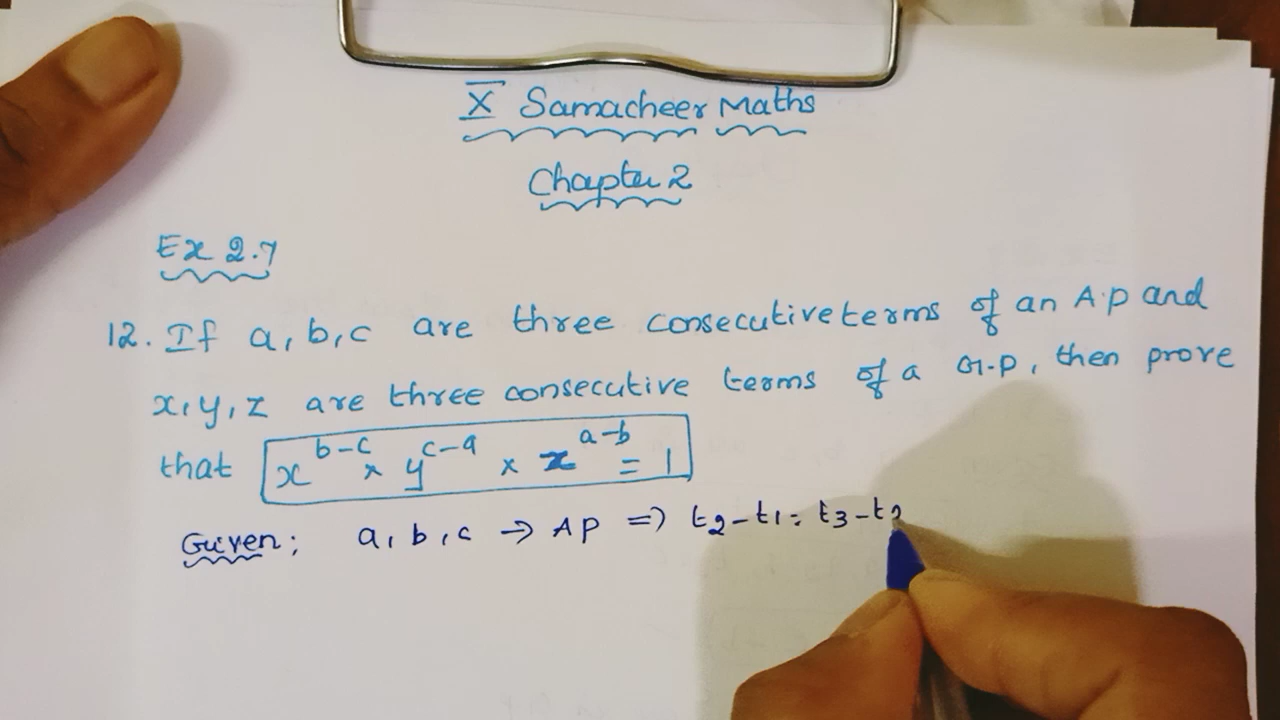 X Samacheer Maths
Chapter 2
Ex 2.7
12. If a, b, c are three consecutive terms of an A.P and
x, y, z are three consecutive terms of a G.P, then prove
that x^{b-c} × y^{c-a} × z^{a-b} = 1
Given: a, b, c → AP => t2 - t1 = t3 - t2